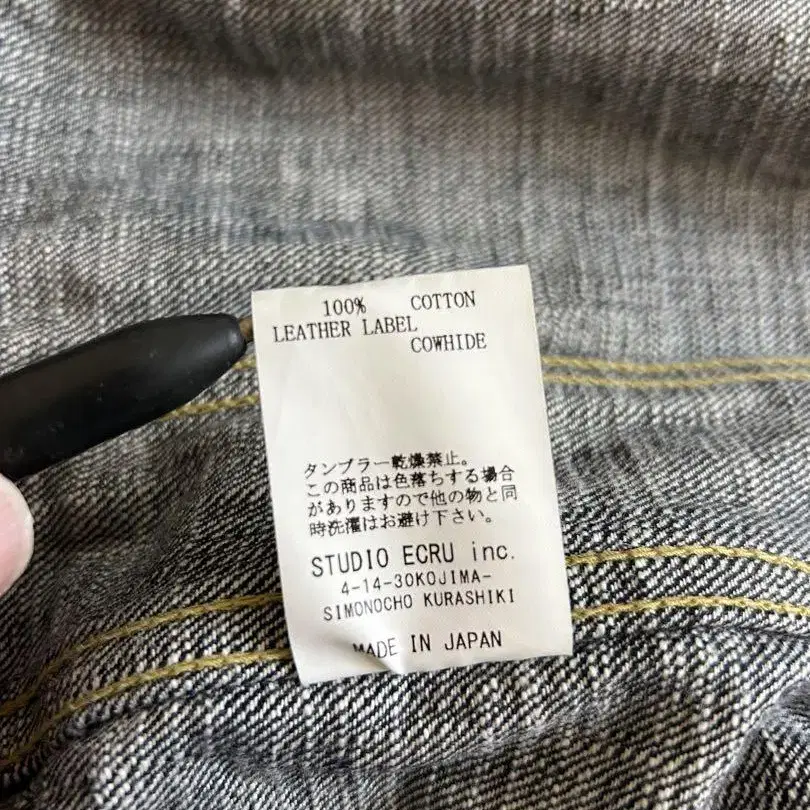 100% COTTON
LEATHER LABEL
COWHIDE
タンブラー乾燥禁止。
この商品は色落ちする場合
がありますので他の物と同
時洗濯はお避け下さい。
STUDIO ECRU inc.
4-14-30KOJIMA-
SIMONOCHO KURASHIKI
MADE IN JAPAN